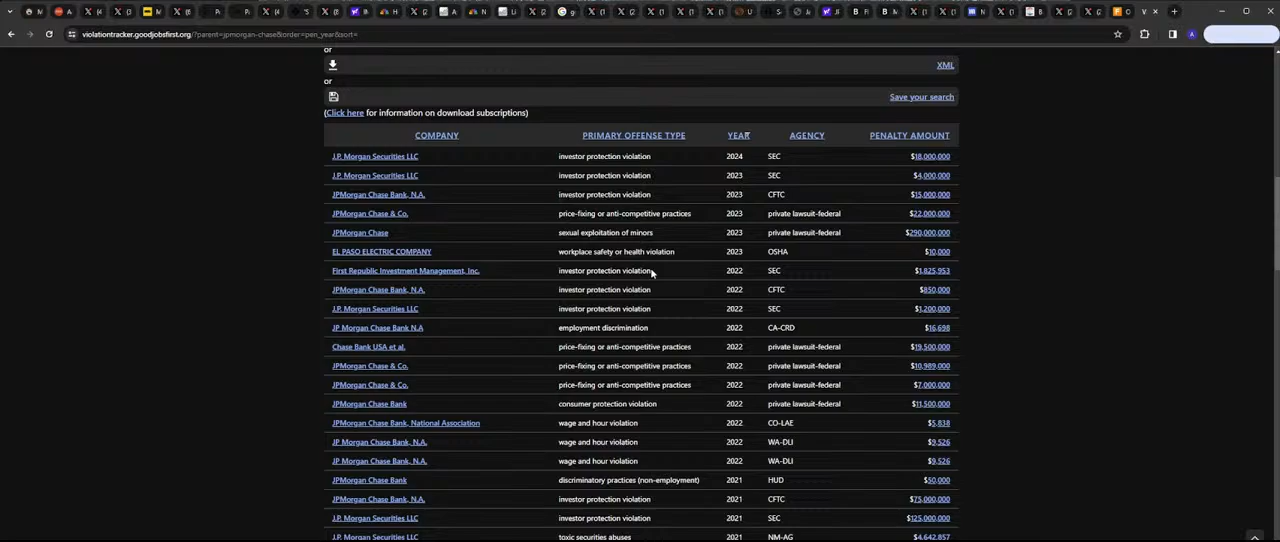 violationtracker.goodjobsfirst.org/?parent=jpmorgan-chase&order=pen_year&sort=
or
XML
or
Save your search
(Click here for information on download subscriptions)
COMPANY PRIMARY OFFENSE TYPE YEAR AGENCY PENALTY AMOUNT
J.P. Morgan Securities LLC investor protection violation 2024 SEC $18,000,000
J.P. Morgan Securities LLC investor protection violation 2023 SEC $4,000,000
JPMorgan Chase Bank, N.A. investor protection violation 2023 CFTC $15,000,000
JPMorgan Chase & Co. price-fixing or anti-competitive practices 2023 private lawsuit-federal $22,000,000
JPMorgan Chase sexual exploitation of minors 2023 private lawsuit-federal $290,000,000
EL PASO ELECTRIC COMPANY workplace safety or health violation 2023 OSHA $10,000
First Republic Investment Management, Inc. investor protection violation 2022 SEC $1,825,953
JPMorgan Chase Bank, N.A. investor protection violation 2022 CFTC $850,000
J.P. Morgan Securities LLC investor protection violation 2022 SEC $1,200,000
JP Morgan Chase Bank N.A employment discrimination 2022 CA-CRD $16,698
Chase Bank USA et al. price-fixing or anti-competitive practices 2022 private lawsuit-federal $19,500,000
JPMorgan Chase & Co. price-fixing or anti-competitive practices 2022 private lawsuit-federal $10,989,000
JPMorgan Chase & Co. price-fixing or anti-competitive practices 2022 private lawsuit-federal $7,000,000
JPMorgan Chase Bank consumer protection violation 2022 private lawsuit-federal $11,500,000
JPMorgan Chase Bank, National Association wage and hour violation 2022 CO-LAE $5,838
JP Morgan Chase Bank, N.A. wage and hour violation 2022 WA-DLI $9,526
JP Morgan Chase Bank, N.A. wage and hour violation 2022 WA-DLI $9,526
JPMorgan Chase Bank discriminatory practices (non-employment) 2021 HUD $50,000
JPMorgan Chase Bank, N.A. investor protection violation 2021 CFTC $75,000,000
J.P. Morgan Securities LLC investor protection violation 2021 SEC $125,000,000
J.P. Morgan Securities LLC toxic securities abuses 2021 NM-AG $4,642,857